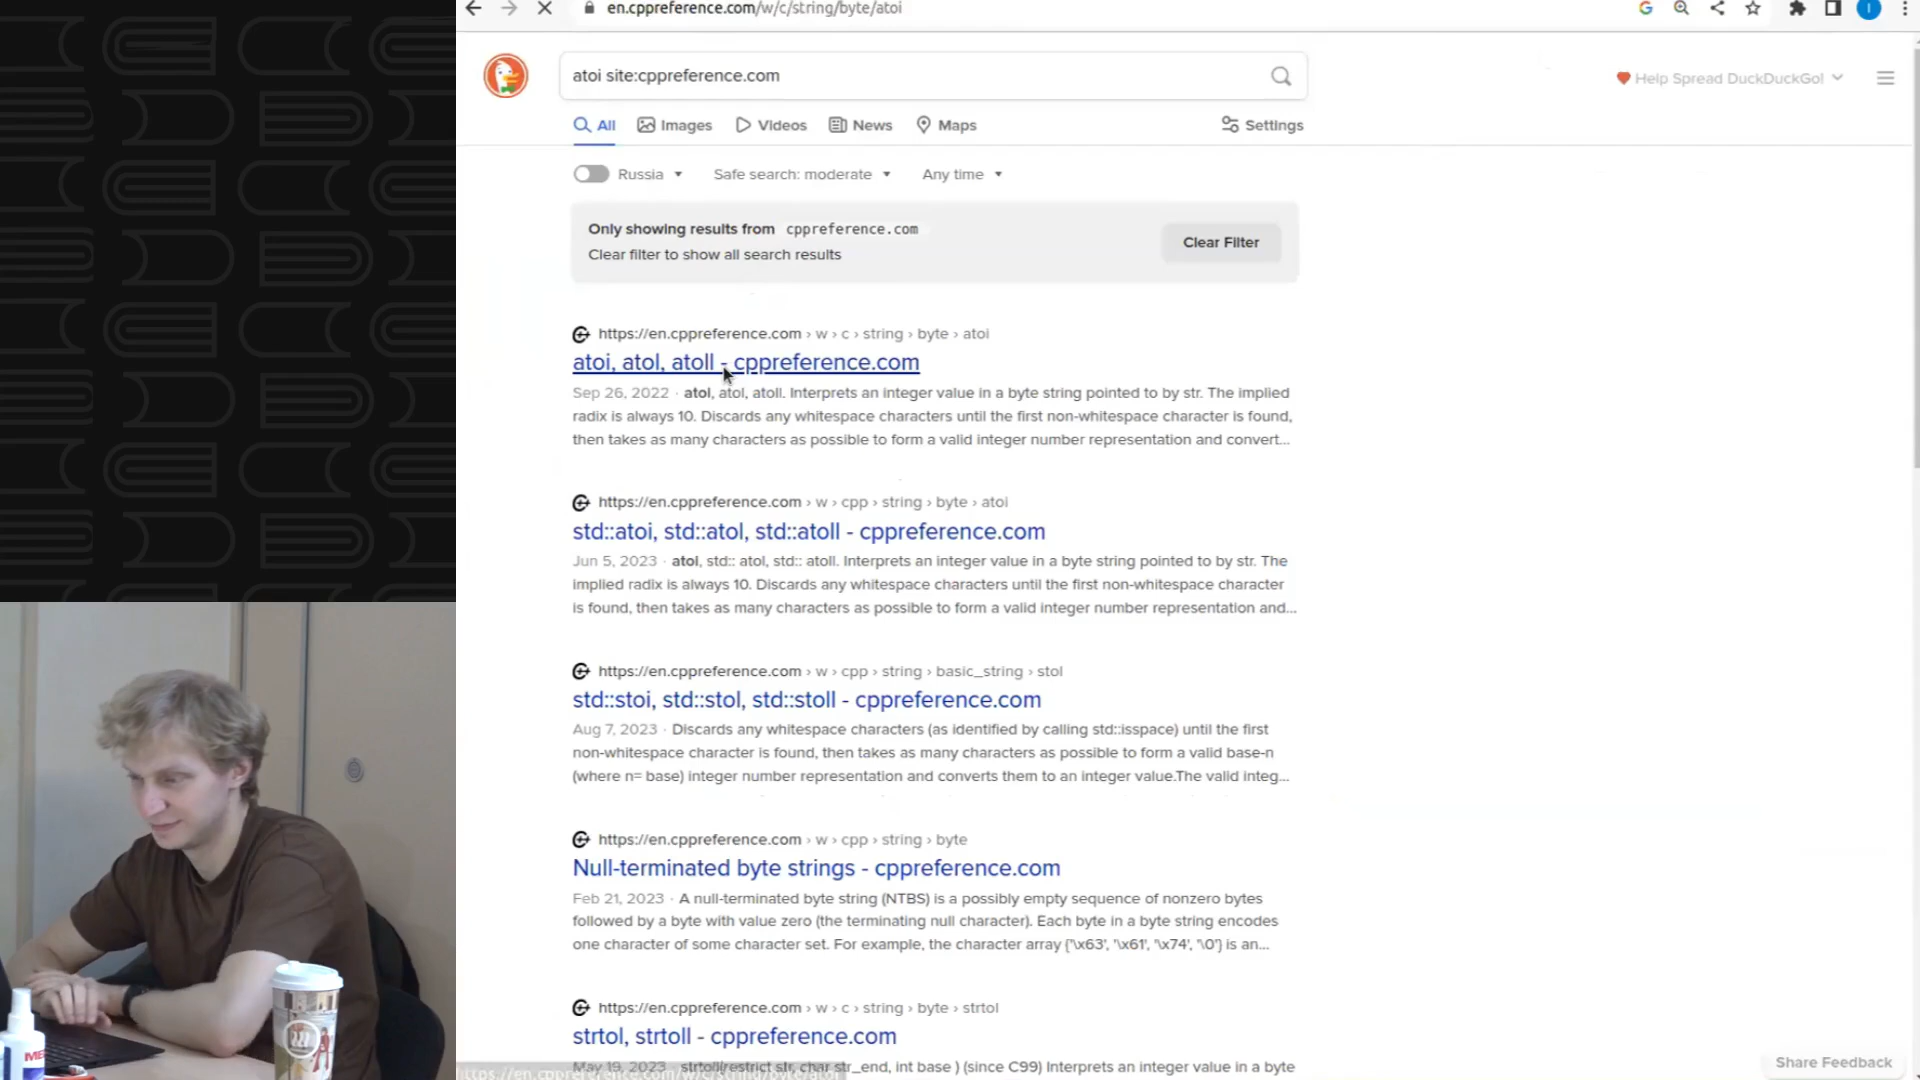 en.cppreference.com/w/c/string/byte/atoi
atoi site:cppreference.com
Help Spread DuckDuckGo!
All Images Videos News Maps Settings
Russia Safe search: moderate Any time
Only showing results from cppreference.com
Clear filter to show all search results
Clear Filter
https://en.cppreference.com › w › c › string › byte › atoi
atoi, atol, atoll - cppreference.com
Sep 26, 2022 · atoi, atol, atoll. Interprets an integer value in a byte string pointed to by str. The implied
radix is always 10. Discards any whitespace characters until the first non-whitespace character is found,
then takes as many characters as possible to form a valid integer number representation and convert...
https://en.cppreference.com › w › cpp › string › byte › atoi
std::atoi, std::atol, std::atoll - cppreference.com
Jun 5, 2023 · atoi, std:: atol, std:: atoll. Interprets an integer value in a byte string pointed to by str. The
implied radix is always 10. Discards any whitespace characters until the first non-whitespace character
is found, then takes as many characters as possible to form a valid integer number representation and...
https://en.cppreference.com › w › cpp › string › basic_string › stol
std::stoi, std::stol, std::stoll - cppreference.com
Aug 7, 2023 · Discards any whitespace characters (as identified by calling std::isspace) until the first
non-whitespace character is found, then takes as many characters as possible to form a valid base-n
(where n= base) integer number representation and converts them to an integer value.The valid integ...
https://en.cppreference.com › w › cpp › string › byte
Null-terminated byte strings - cppreference.com
Feb 21, 2023 · A null-terminated byte string (NTBS) is a possibly empty sequence of nonzero bytes
followed by a byte with value zero (the terminating null character). Each byte in a byte string encodes
one character of some character set. For example, the character array {'\x63', '\x61', '\x74', '\0'} is an...
https://en.cppreference.com › w › c › string › byte › strtol
strtol, strtoll - cppreference.com
May 19, 2023 · strtoll(restrict str, char str_end, int base ) (since C99) Interprets an integer value in a byte
https://en.cppreference.com/w/c/string/byte/atoi
Share Feedback